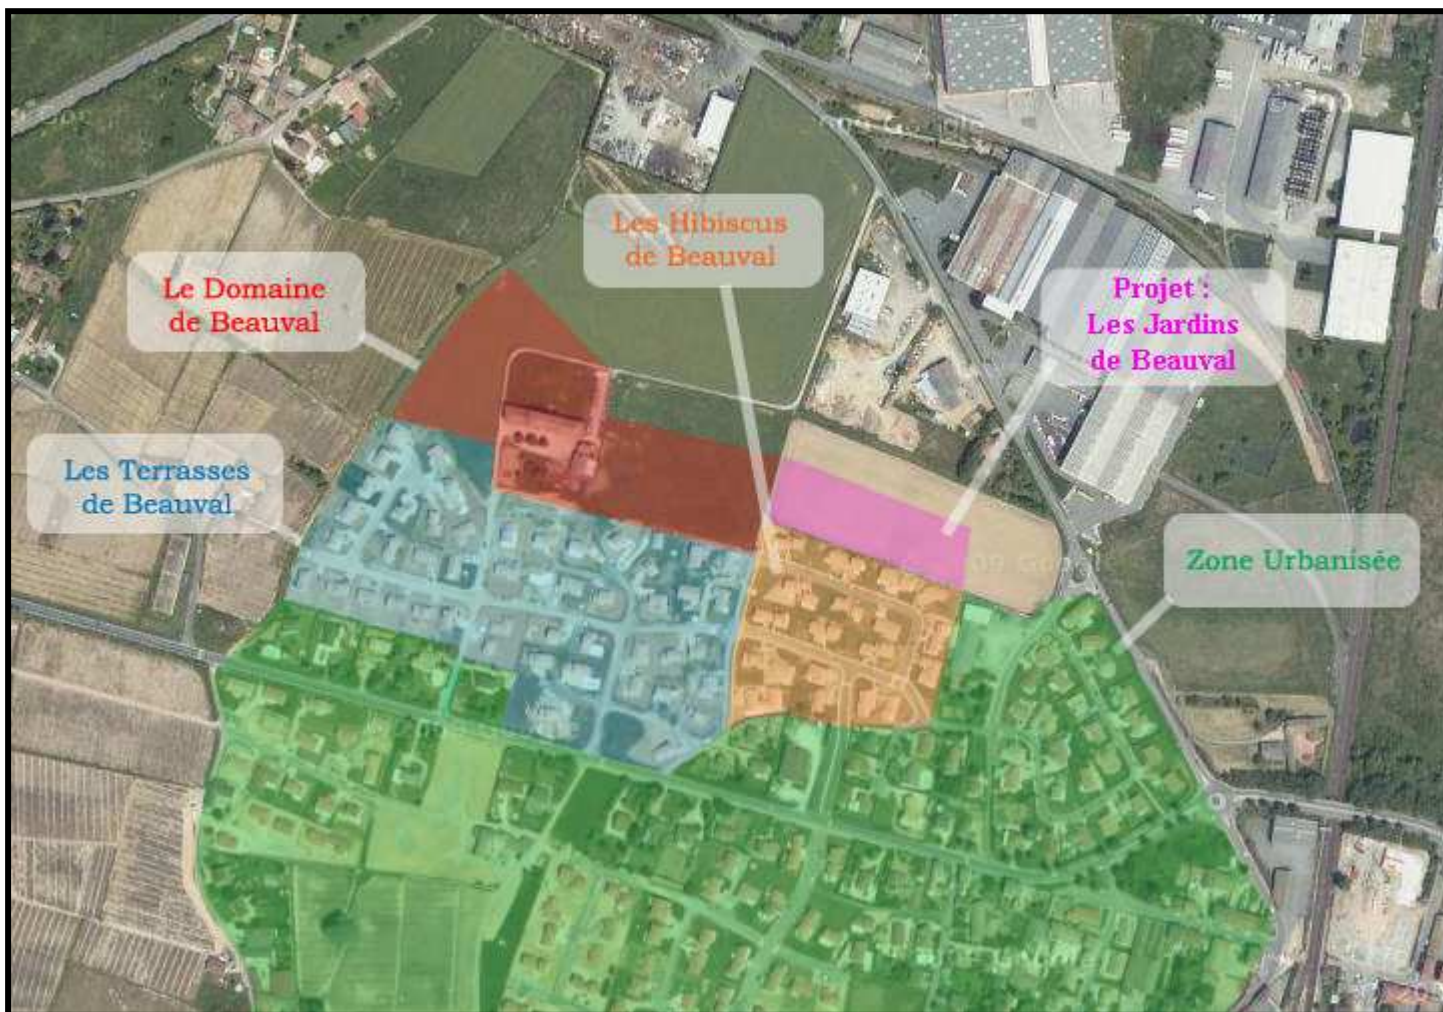 Les Hibiscus
de Beauval
Le Domaine
de Beauval
Projet :
Les Jardins
de Beauval
Les Terrasses
de Beauval
Zone Urbanisée